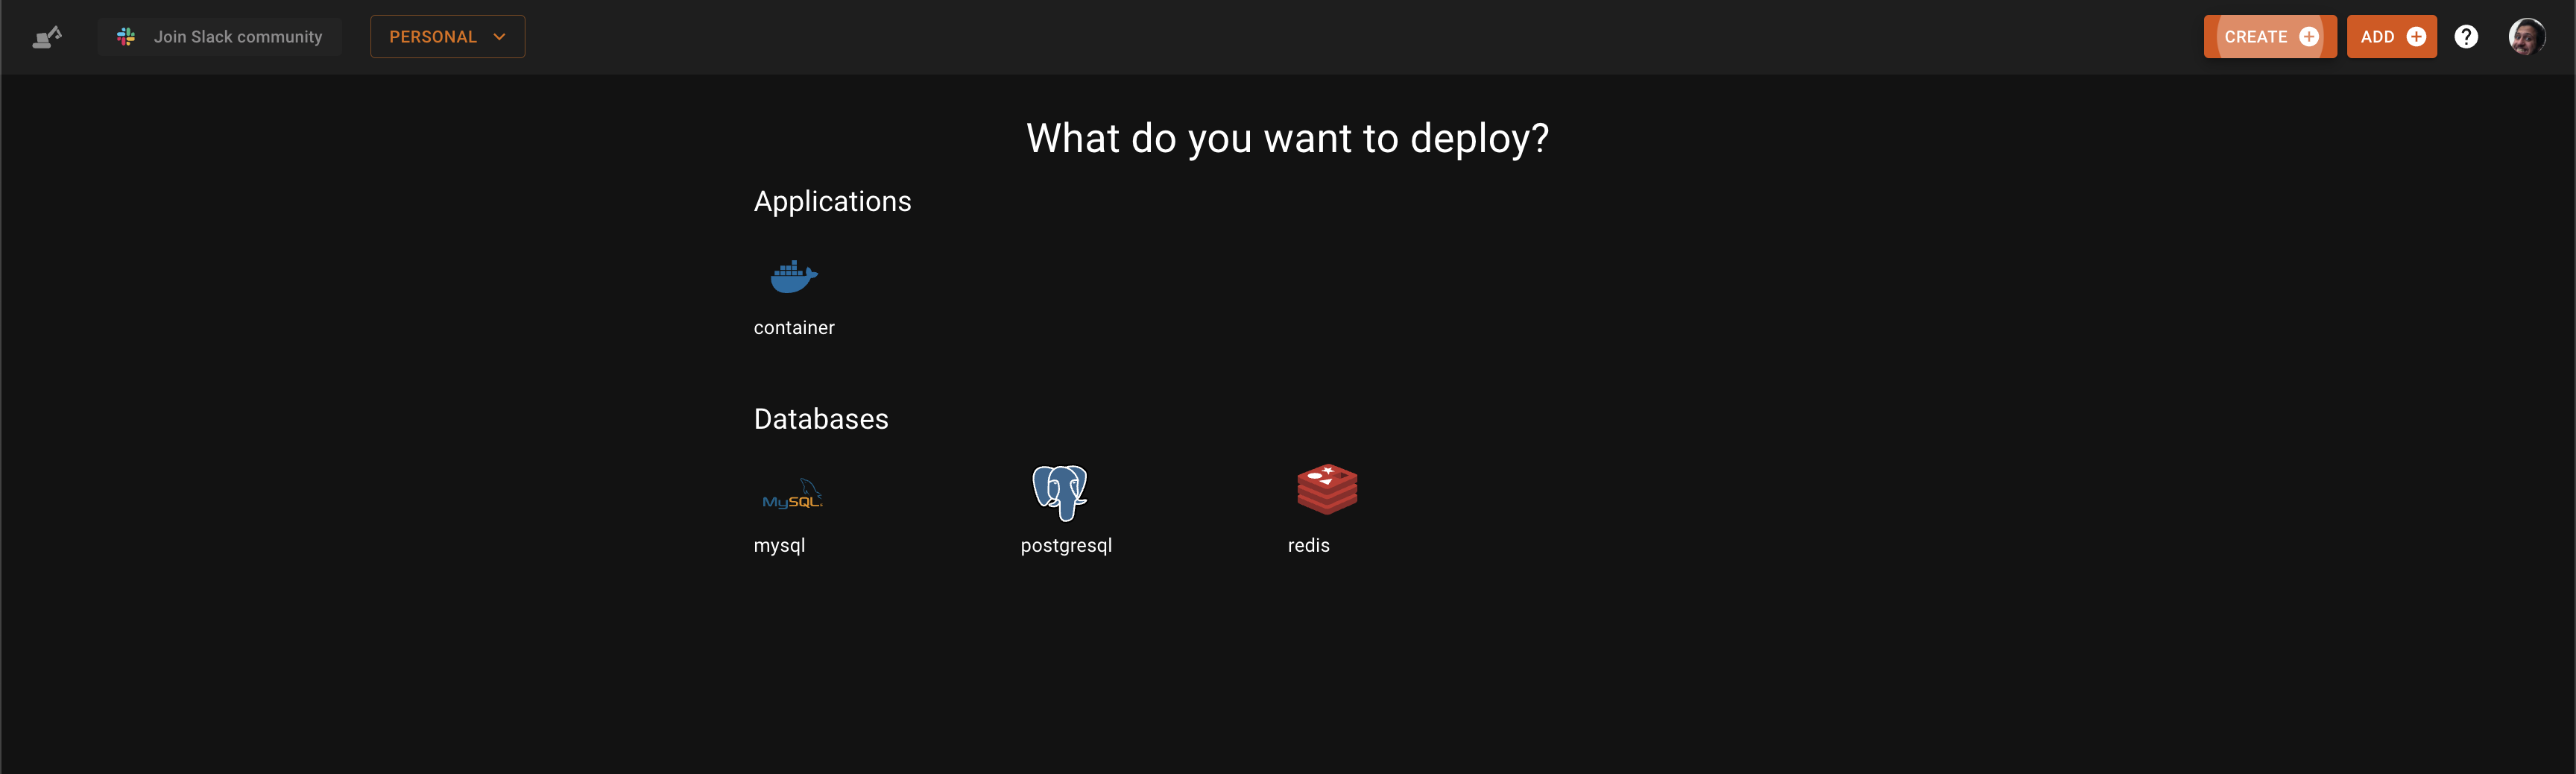 Join Slack community
PERSONAL
CREATE
ADD
What do you want to deploy?
Applications
container
Databases
MySQL
mysql
postgresql
redis